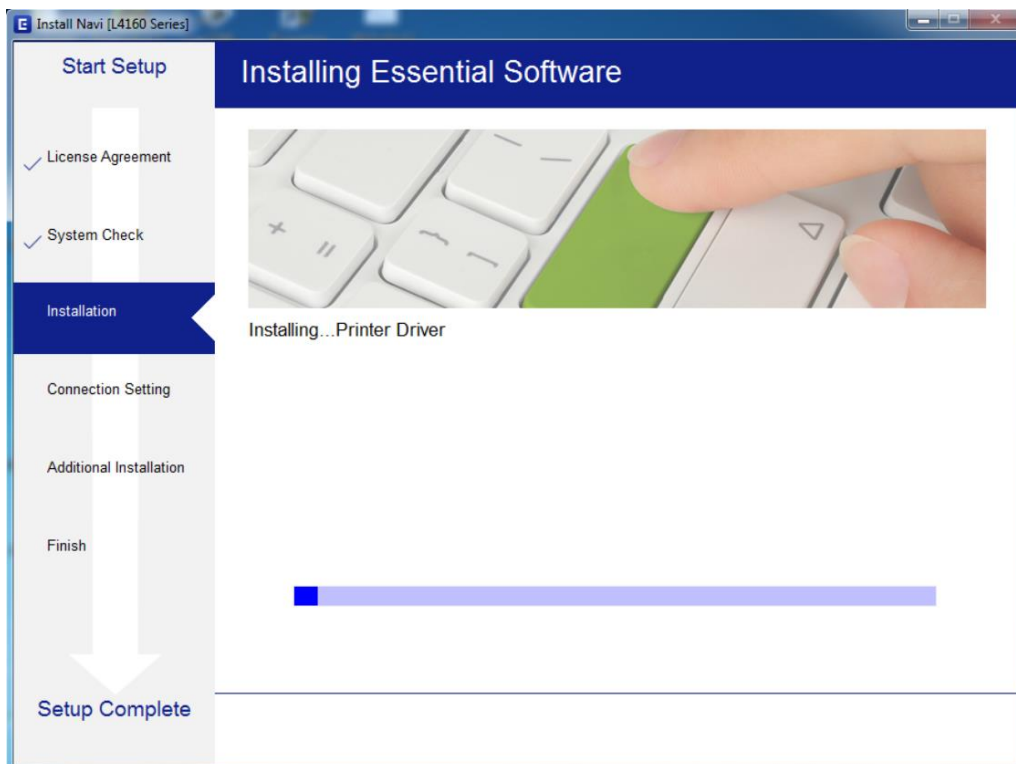 Install Navi [L4160 Series]
Start Setup
Installing Essential Software
License Agreement
System Check
Installation
Installing...Printer Driver
Connection Setting
Additional Installation
Finish
Setup Complete